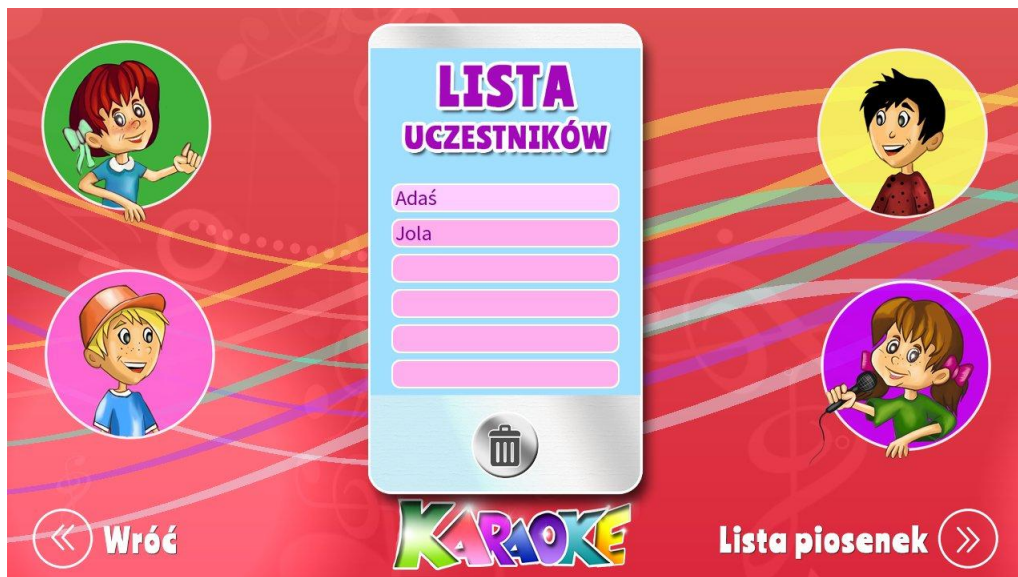 LISTA
UCZESTNIKÓW
Adaś
Jola
KARAOKE
Wróć
Lista piosenek